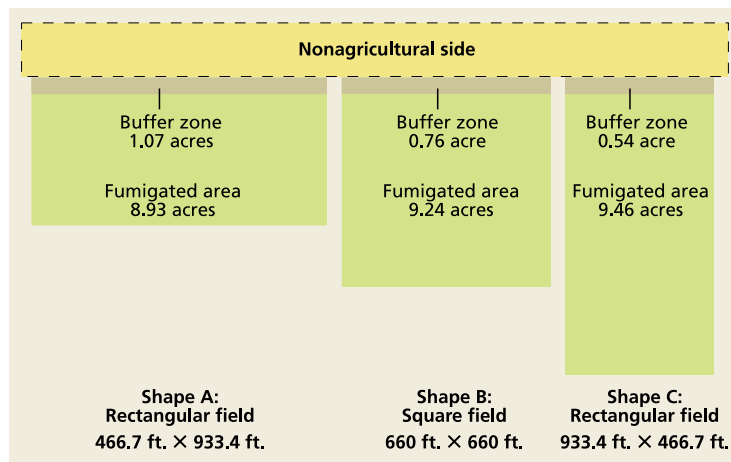 Nonagricultural side
Buffer zone
1.07 acres
Fumigated area
8.93 acres
Buffer zone
0.76 acre
Fumigated area
9.24 acres
Buffer zone
0.54 acre
Fumigated area
9.46 acres
Shape A:
Rectangular field
466.7 ft. × 933.4 ft.
Shape B:
Square field
660 ft. × 660 ft.
Shape C:
Rectangular field
933.4 ft. × 466.7 ft.